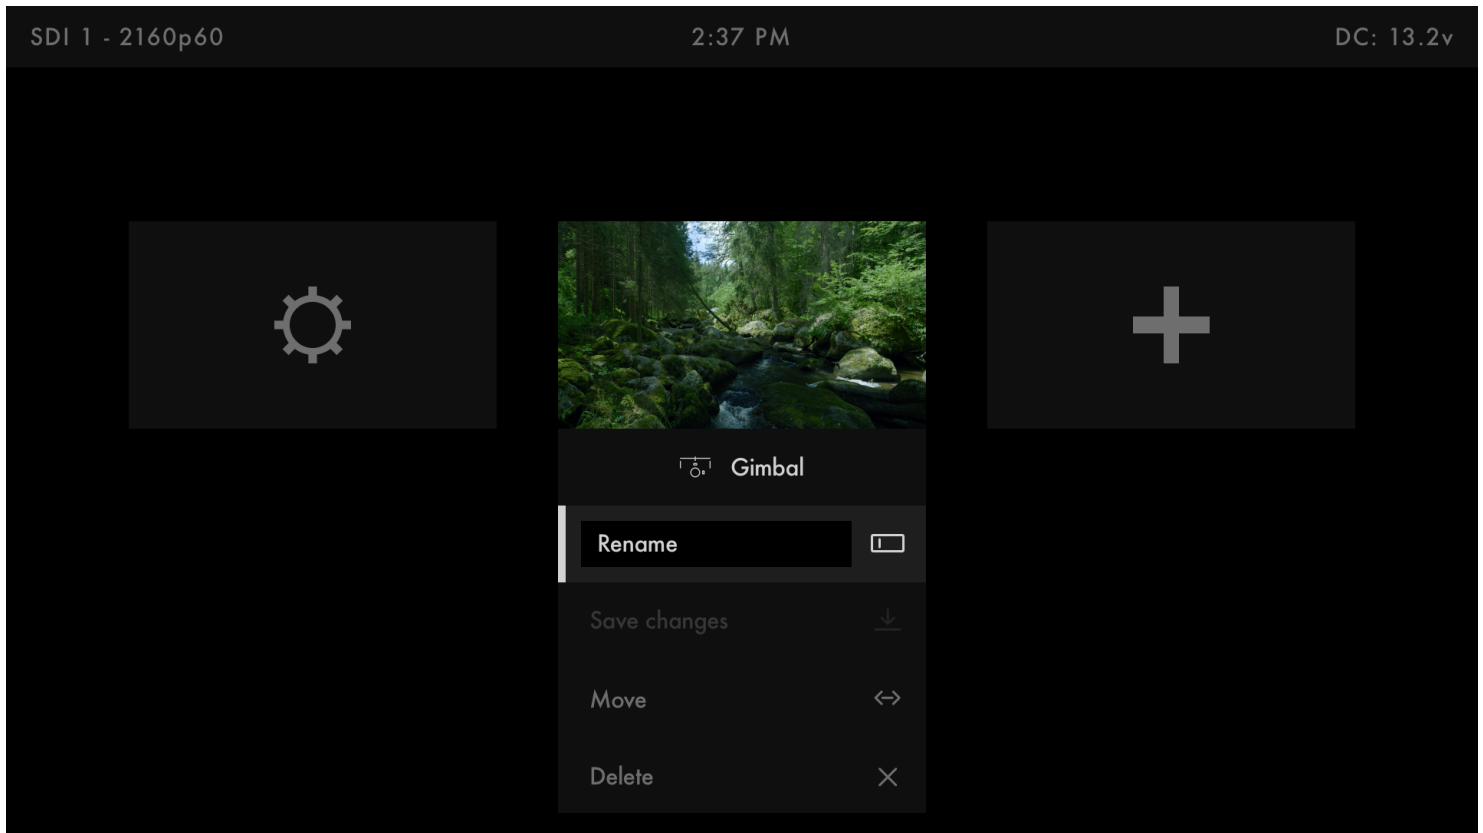 SDI 1 - 2160p60
2:37 PM
DC: 13.2v
Gimbal
Rename
Save changes
Move
Delete